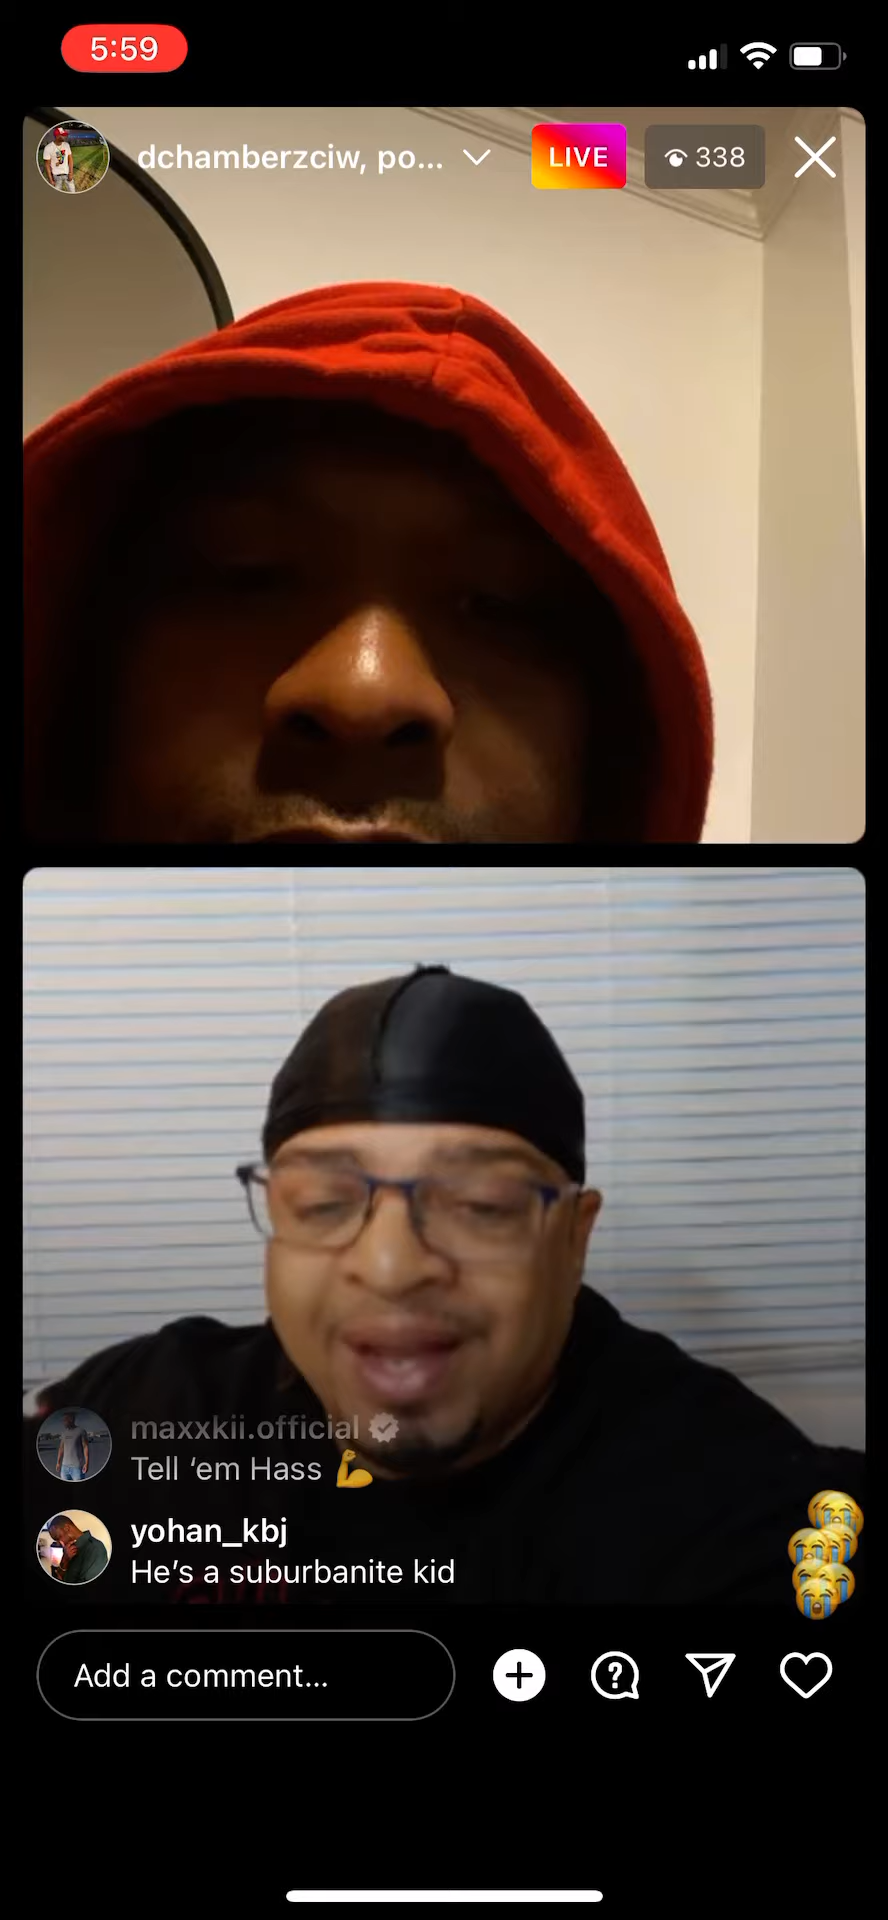 5:59
dchamberzciw, po...
LIVE
338
maxxkii.official
Tell ‘em Hass 💪
yohan_kbj
He’s a suburbanite kid
Add a comment...